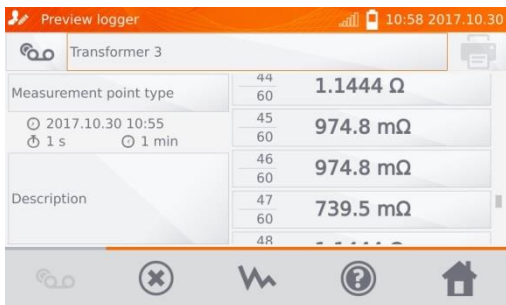 Preview logger
10:58 2017.10.30
Transformer 3
Measurement point type
2017.10.30 10:55
1 s 1 min
Description
44
60
1.1444 Ω
45
60
974.8 mΩ
46
60
974.8 mΩ
47
60
739.5 mΩ
48